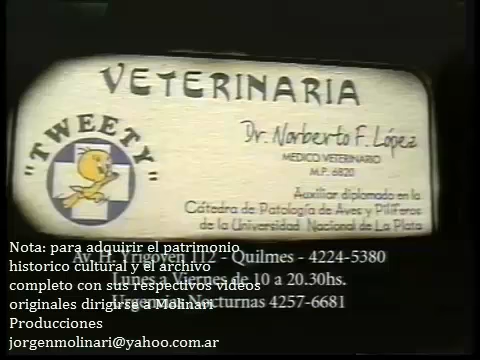 VETERINARIA
"TWEETY"
Dr. Norberto F. López
MEDICO VETERINARIO
M.P. 6820
Auxiliar diplomado en la
Cátedra de Patología de Aves y Pilíferos
de la Universidad Nacional de La Plata
Av. H. Yrigoyen 112 - Quilmes - 4224-5380
Lunes a Viernes de 10 a 20.30hs.
Urgencias Nocturnas 4257-6681
Nota: para adquirir el patrimonio
historico cultural y el archivo
completo con sus respectivos videos
originales dirigirse a Molinari
Producciones
jorgenmolinari@yahoo.com.ar